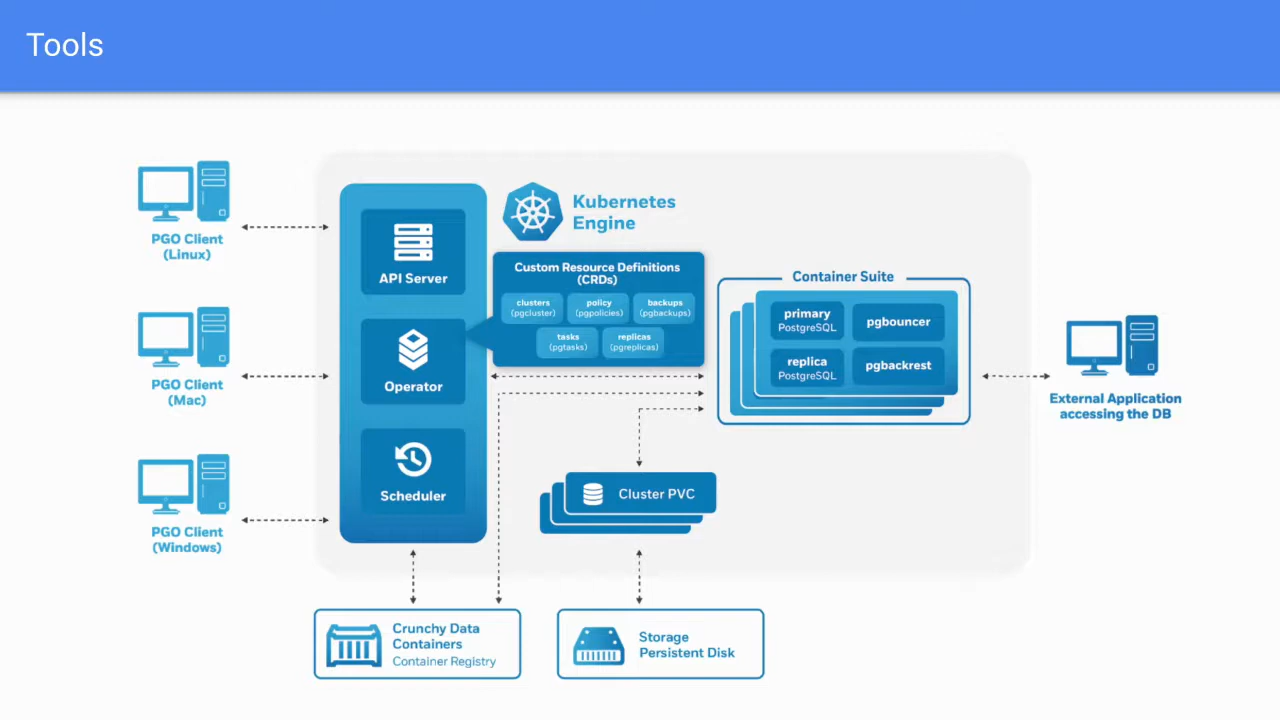 Tools
PGO Client
(Linux)
PGO Client
(Mac)
PGO Client
(Windows)
API Server
Operator
Scheduler
Kubernetes
Engine
Custom Resource Definitions
(CRDs)
clusters
(pgcluster)
policy
(pgpolicies)
backups
(pgbackups)
tasks
(pgtasks)
replicas
(pgreplicas)
Container Suite
primary
PostgreSQL
pgbouncer
replica
PostgreSQL
pgbackrest
External Application
accessing the DB
Cluster PVC
Crunchy Data
Containers
Container Registry
Storage
Persistent Disk